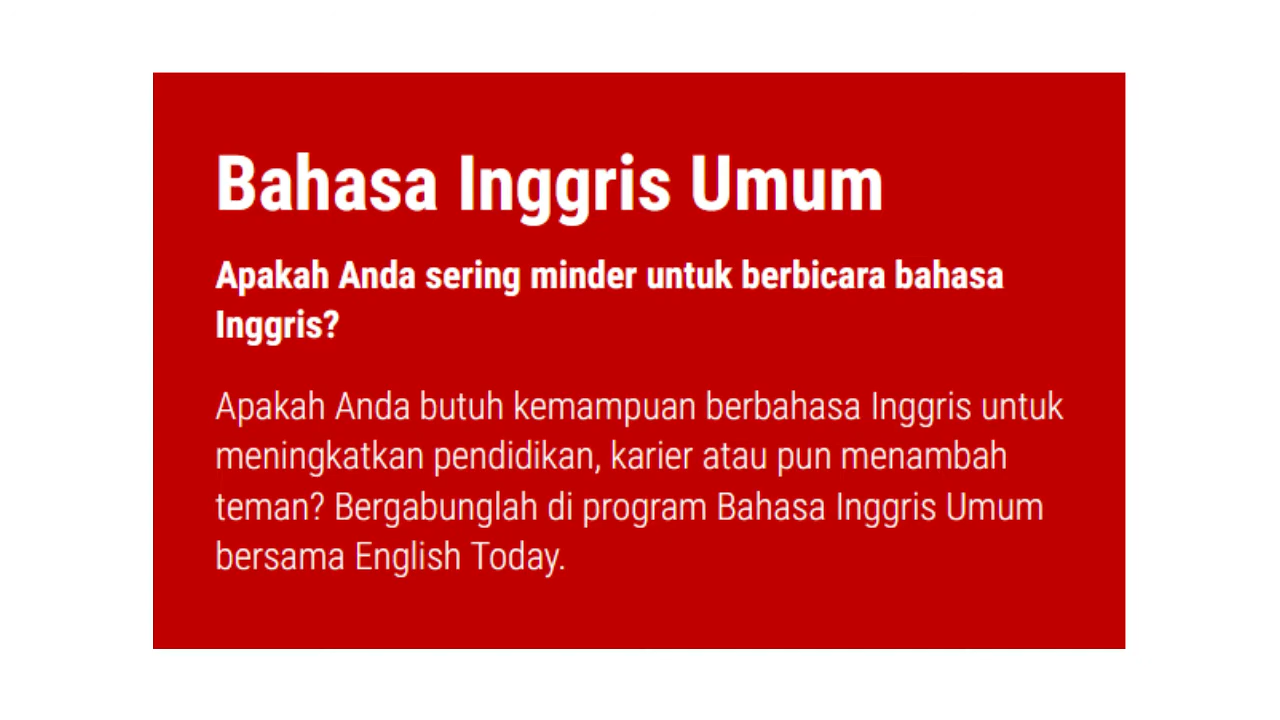 Bahasa Inggris Umum
Apakah Anda sering minder untuk berbicara bahasa
Inggris?
Apakah Anda butuh kemampuan berbahasa Inggris untuk
meningkatkan pendidikan, karier atau pun menambah
teman? Bergabunglah di program Bahasa Inggris Umum
bersama English Today.